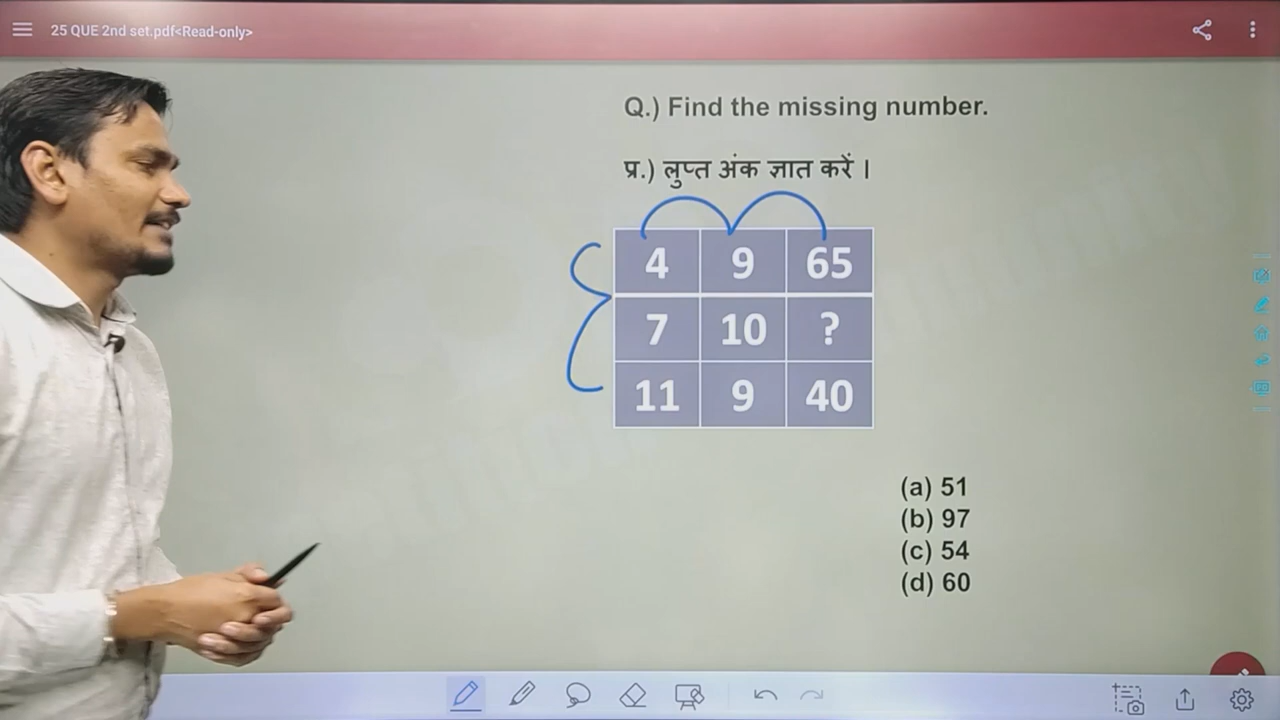 25 QUE 2nd set.pdf<Read-only>
Q.) Find the missing number.
प्र.) लुप्त अंक ज्ञात करें ।
4 9 65
7 10 ?
11 9 40
(a) 51
(b) 97
(c) 54
(d) 60